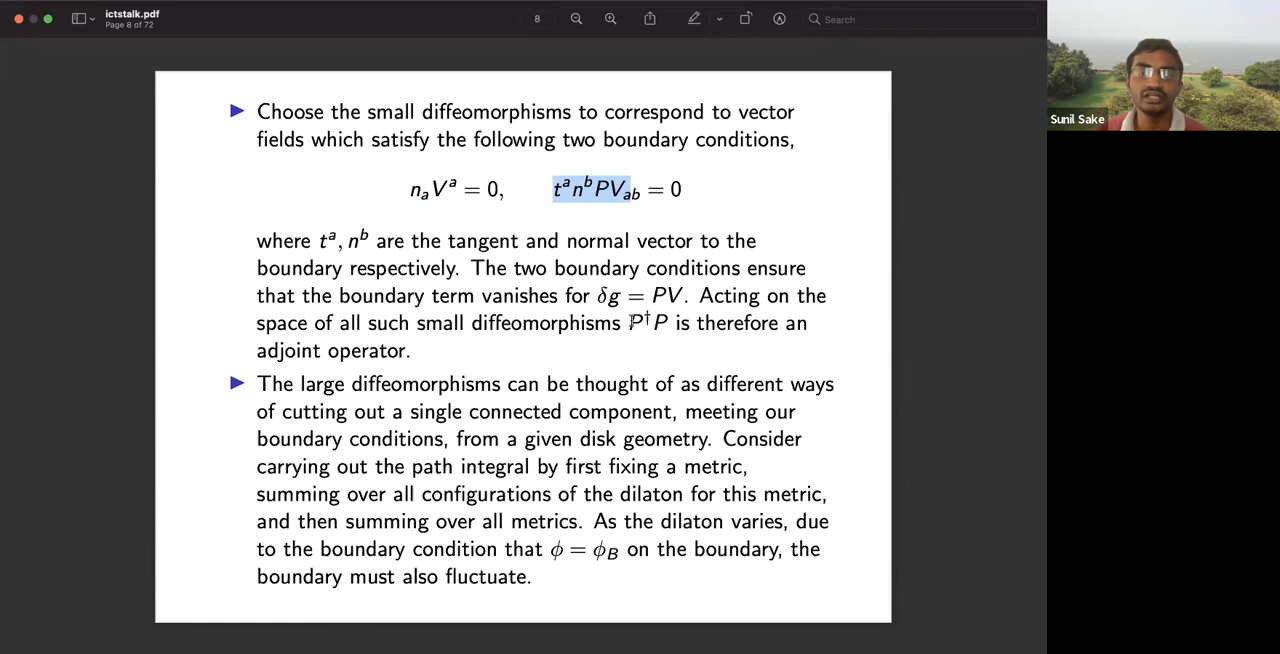 ictstalk.pdf
Page 8 of 72
8
Search
Sunil Sake
▶ Choose the small diffeomorphisms to correspond to vector
fields which satisfy the following two boundary conditions,
nₐVᵃ = 0, tᵃnᵇPVₐb = 0
where tᵃ, nᵇ are the tangent and normal vector to the
boundary respectively. The two boundary conditions ensure
that the boundary term vanishes for δg = PV. Acting on the
space of all such small diffeomorphisms P†P is therefore an
adjoint operator.
▶ The large diffeomorphisms can be thought of as different ways
of cutting out a single connected component, meeting our
boundary conditions, from a given disk geometry. Consider
carrying out the path integral by first fixing a metric,
summing over all configurations of the dilaton for this metric,
and then summing over all metrics. As the dilaton varies, due
to the boundary condition that ϕ = ϕB on the boundary, the
boundary must also fluctuate.